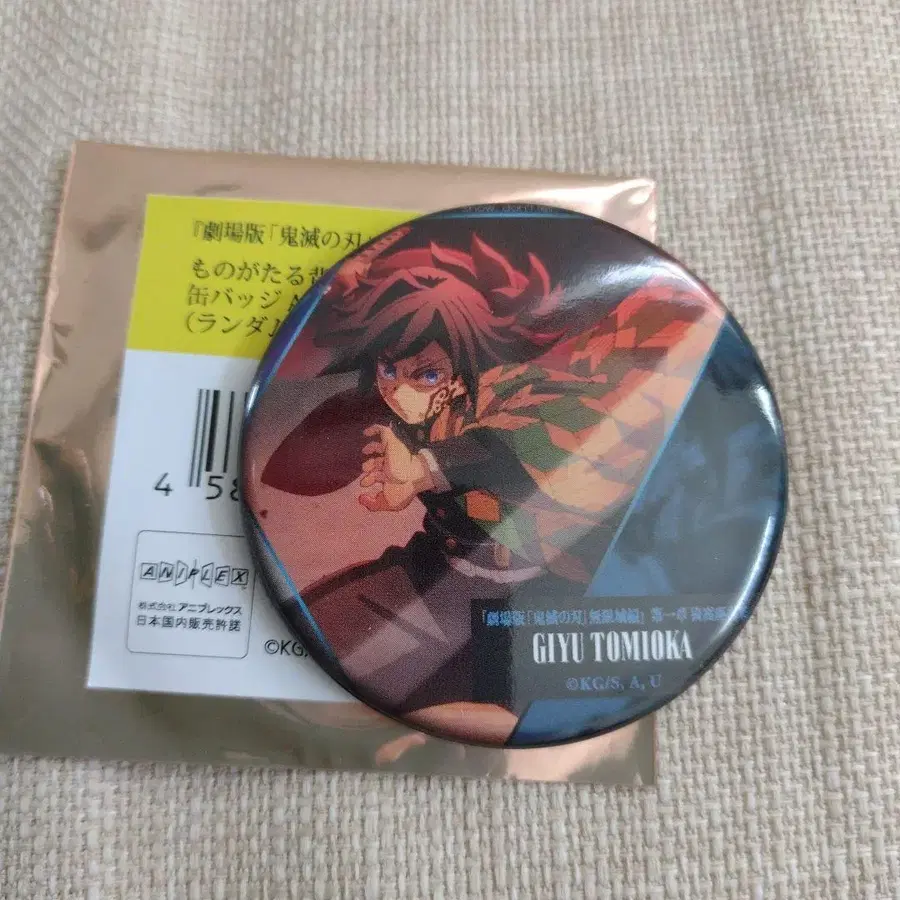 『劇場版「鬼滅の刃
ものがたる
缶バッジ
(ランダ
4 58
ANIPLEX
株式会社 アニプレックス
日本国内販売許諾
©KG/
『劇場版「鬼滅の刃」無限城編』第一章 猗窩座
GIYU TOMIOKA
©KG/S, A, U